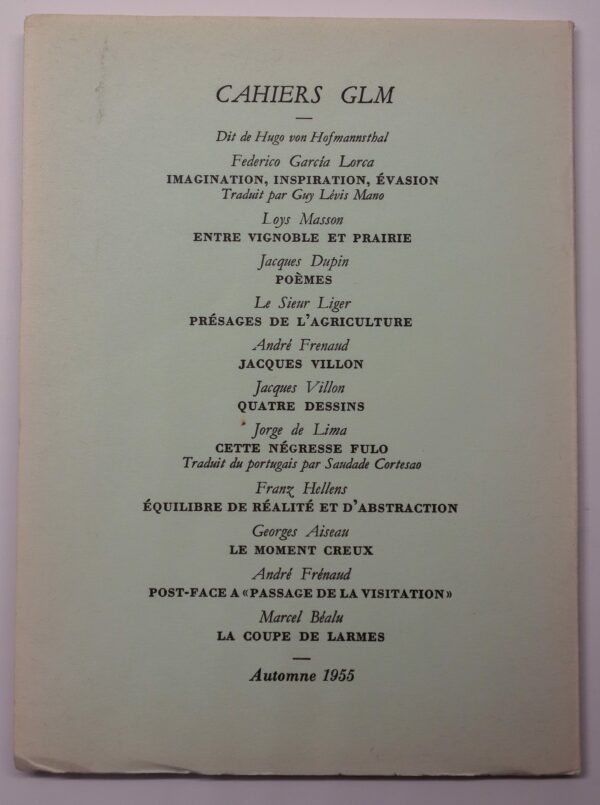 CAHIERS GLM
Dit de Hugo von Hofmannsthal
Federico García Lorca
IMAGINATION, INSPIRATION, ÉVASION
Traduit par Guy Lévis Mano
Loys Masson
ENTRE VIGNOBLE ET PRAIRIE
Jacques Dupin
POÈMES
Le Sieur Liger
PRÉSAGES DE L'AGRICULTURE
André Frenaud
JACQUES VILLON
Jacques Villon
QUATRE DESSINS
Jorge de Lima
CETTE NÉGRESSE FULO
Traduit du portugais par Saudade Cortesao
Franz Hellens
ÉQUILIBRE DE RÉALITÉ ET D'ABSTRACTION
Georges Aiseau
LE MOMENT CREUX
André Frénaud
POST-FACE A «PASSAGE DE LA VISITATION»
Marcel Béalu
LA COUPE DE LARMES
Automne 1955